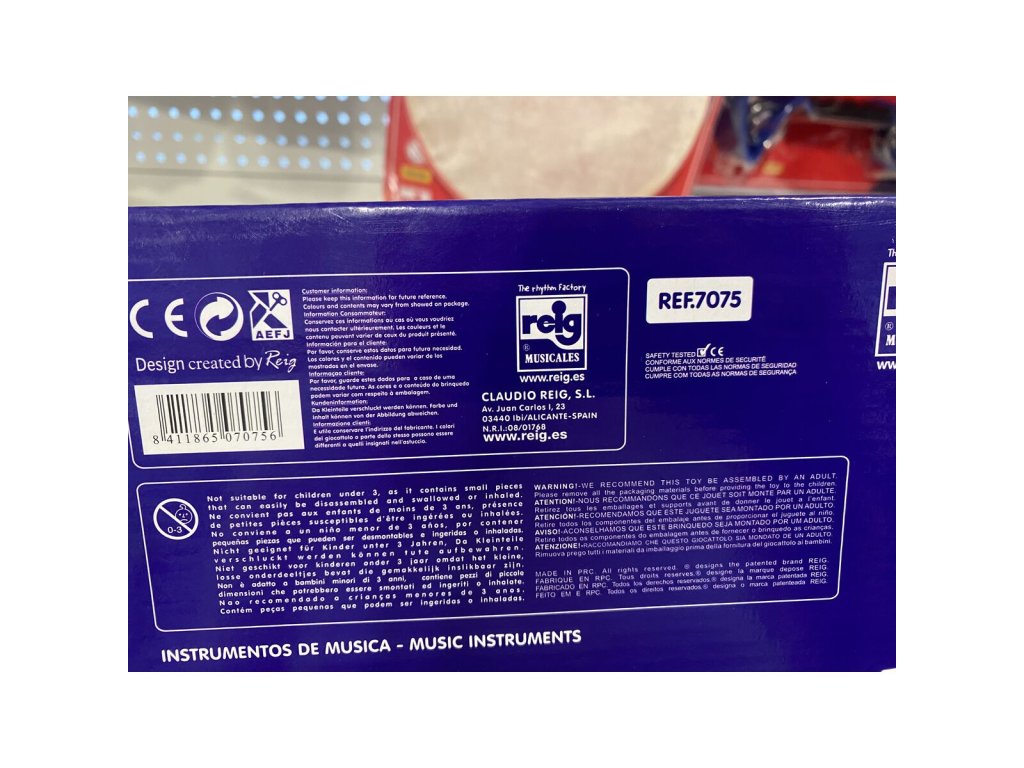 CE
AEFJ
Design created by Reig
8 411865 070756
Customer information:
Please keep this information for future reference.
Colours and contents may vary from showed on package.
Information Consommateur:
Conservez ces informations au cas où vous voudriez
nous contacter ultérieurement. Les couleurs et le
contenu peuvent varier de ceux du produit présenté.
Información para el cliente:
Por favor, conserve estos datos para futura necesidad.
Los colores y el contenido pueden variar de los
mostrados en el envase.
Informaçao cliente:
Por favor, guarde estes dados para o caso de uma
necesidade futura. As cores e o conteúdo do brinquedo
podem variar com respeito ao embalagem.
Kundeninformation:
Da Kleinteile verschluckt werden können. Farbe und
Inhalt können von der Abbildung abweichen.
Informazione clienti:
E utile conservare l'indirizzo del fabricante. I colori
del giocattolo a parte dello stesso possono essere
differenti a quelli insignati nell'astuccio.
The rhythm Factory
reig
® MUSICALES
www.reig.es
CLAUDIO REIG, S.L.
Av. Juan Carlos I, 23
03440 Ibi/ALICANTE-SPAIN
N.R.I.:08/01768
www.reig.es
REF.7075
SAFETY TESTED CE
CONFORME AUX NORMES DE SECURITÉ
CUMPLE CON TODAS LAS NORMAS DE SEGURIDAD
CUMPRE COM TODAS AS NORMAS DE SEGURANÇA
0-3
Not suitable for children under 3, as it contains small pieces
that can easily be disassembled and swallowed or inhaled.
Ne convient pas aux enfants de moins de 3 ans, présence
de petites pièces susceptibles d'être ingérées ou inhalées.
No conviene a un niño menor de 3 años, por contener
pequeñas piezas que pueden ser desmontables e ingeridas o inhaladas.
Nicht geeignet für Kinder unter 3 Jahren, Da Kleinteile
verschluckt werden können tute aufbewahren.
Niet geschikt voor kinderen under 3 jaar omdat het kleine,
losse onderdeeltjes bevot die gemakkelijk inslikbaar zijn.
Non è adatto a bambini minori di 3 anni, contiene pezzi di piccole
dimensioni che potrebbero essere smontati ed ingeriti o inhalate.
Nao recomendado a crianças menores de 3 anos.
Contém peças pequenas que podem ser ingeridas o inhaladas.
WARNING!-WE RECOMMEND THIS TOY BE ASSEMBLED BY AN ADULT.
Please remove all the packaging materials before providing the toy to the children.
ATENTION!-NOUS RECOMMANDONS QUE CE JOUET SOIT MONTE PAR UN ADULTE.
Retirez tous les emballages et supports avant de donner le jouet a l'enfant.
ATENCIÓN!-RECOMENDAMOS QUE ESTE JUGUETE SEA MONTADO POR UN ADULTO.
Retire todos los componentes del embalaje antes de proporcionar el juguete al niño.
AVISO!-ACONSELHAMOS QUE ESTE BRINQUEDO SEJA MONTADO POR UM ADULTO.
Retire todos os componentes do embalagem antes de fornecer o brinquedo as crianças.
ATENZIONE!-RACCOMANDIAMO CHE QUESTO GIOCATTOLO SIA MONDATO DE UN ADULTO.
Rimuova prego tutti i materiali da imballaggio prima della fornitura del giocattolo al bambini.
MADE IN PRC. All rights reserved. ® designs the patented brand REIG.
FABRIQUE EN RPC. Tous droits reserves.® designe la marque depose REIG.
FABRICADO EN RPC. Todos los derechos reservados.® designa la marca patentada REIG.
FEITO EM E RPC. Todos os direitos reservados.® designa o marca patenteada REIG.
INSTRUMENTOS DE MUSICA - MUSIC INSTRUMENTS